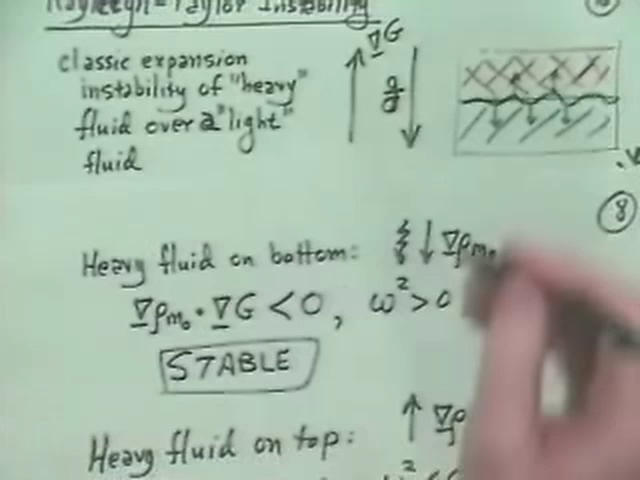 Rayleigh-Taylor Instability
classic expansion
instability of "heavy"
fluid over a "light"
fluid
∇G
g
8
Heavy fluid on bottom: ↓ ∇ρm₀
∇ρm₀ · ∇G < 0, ω² > 0
STABLE
Heavy fluid on top: ↑ ∇ρ